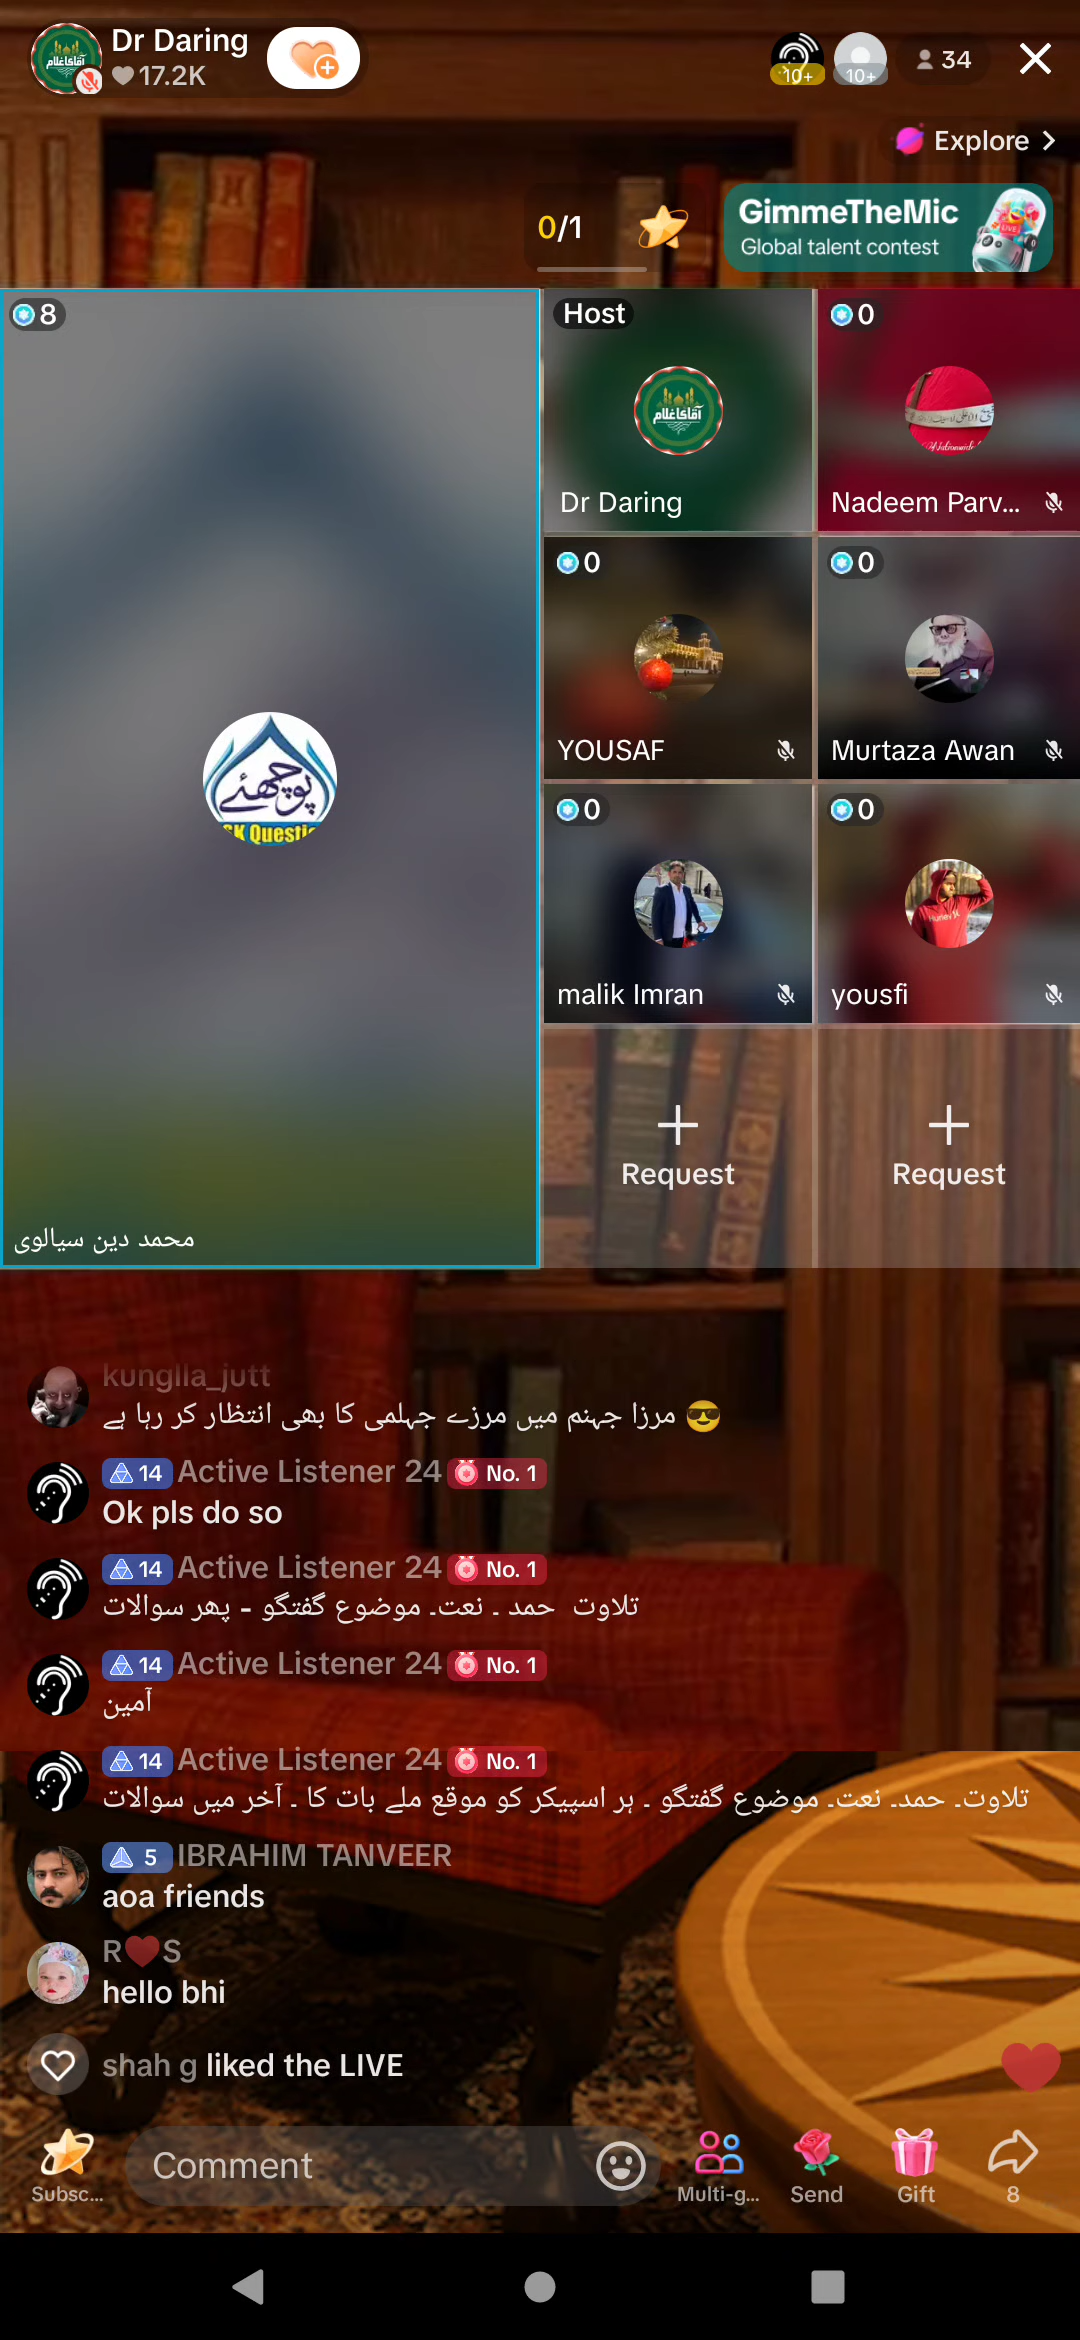 Dr Daring
17.2K
10+
10+
34
Explore
0/1
GimmeTheMic
Global talent contest
8
Host
0
آقا کا غلام
Dr Daring
Nadeem Parv...
0
0
YOUSAF
Murtaza Awan
پوچھئے
SK Questio
0
0
malik Imran
yousfi
محمد دین سیالوی
Request
Request
kunglla_jutt
مرزا جہنم میں مرزے جہلمی کا بھی انتظار کر رہا ہے 😎
14 Active Listener 24 No. 1
Ok pls do so
14 Active Listener 24 No. 1
تلاوت حمد ۔ نعت۔ موضوع گفتگو - پھر سوالات
14 Active Listener 24 No. 1
آمین
14 Active Listener 24 No. 1
تلاوت۔ حمد۔ نعت۔ موضوع گفتگو ۔ ہر اسپیکر کو موقع ملے بات کا ۔ آخر میں سوالات
5 IBRAHIM TANVEER
aoa friends
R❤️S
hello bhi
shah g liked the LIVE
Comment
Subsc...
Multi-g...
Send
Gift
8